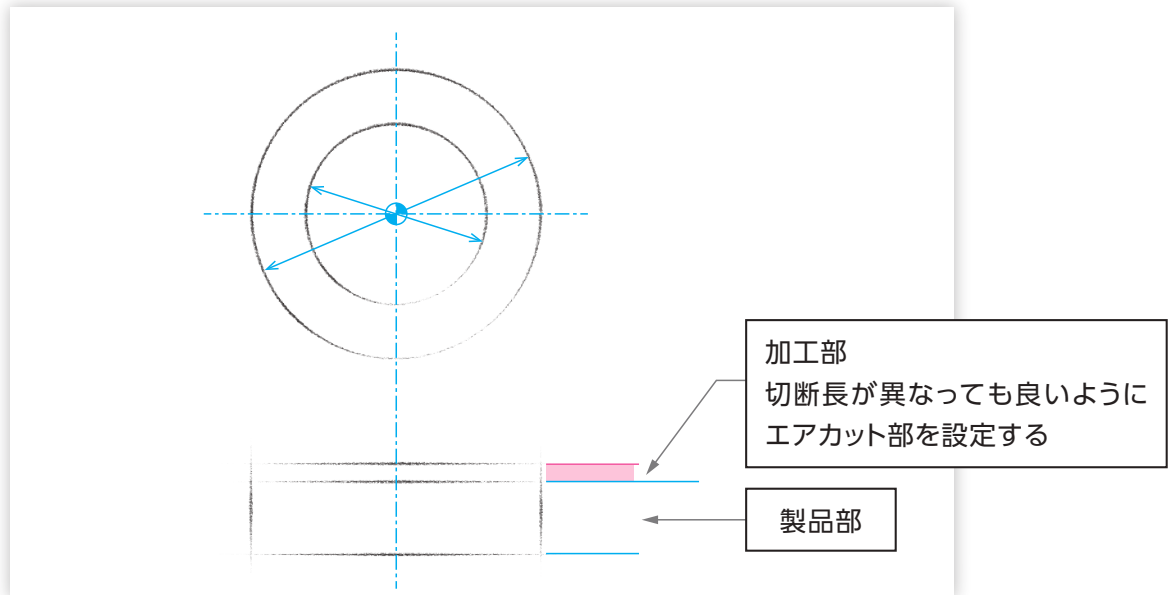 加工部
切断長が異なっても良いように
エアカット部を設定する
製品部